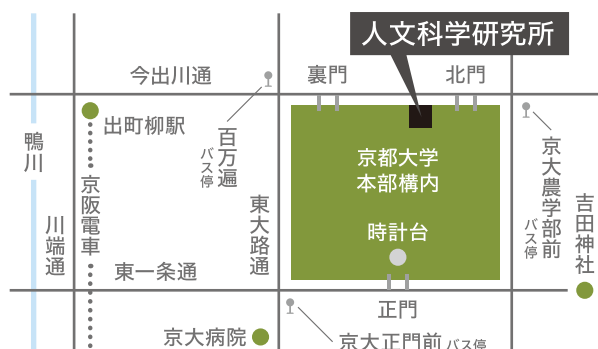 人文科学研究所
今出川通
裏門
北門
出町柳駅
百万遍
バス停
鴨川
京阪電車
川端通
東大路通
京都大学
本部構内
時計台
京大農学部前
バス停
吉田神社
東一条通
正門
京大病院
京大正門前 バス停